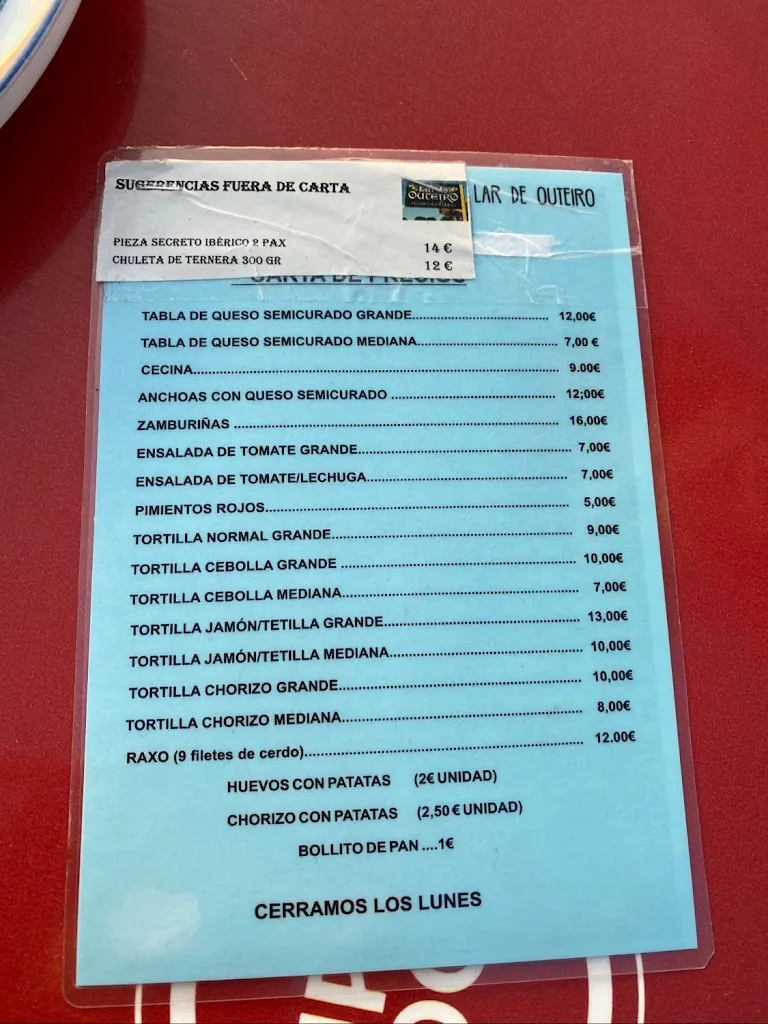 SUGERENCIAS FUERA DE CARTA
LAR DE OUTEIRO
OUTEIRO
PIEZA SECRETO IBÉRICO 2 PAX 14 €
CHULETA DE TERNERA 300 GR 12 €
CARTA DE PRECIOS
TABLA DE QUESO SEMICURADO GRANDE................................ 12,00€
TABLA DE QUESO SEMICURADO MEDIANA................................ 7,00 €
CECINA................................................................ 9.00€
ANCHOAS CON QUESO SEMICURADO ................................ 12;00€
ZAMBURIÑAS ................................................................ 16,00€
ENSALADA DE TOMATE GRANDE................................ 7,00€
ENSALADA DE TOMATE/LECHUGA................................ 7,00€
PIMIENTOS ROJOS................................................................ 5,00€
TORTILLA NORMAL GRANDE................................ 9,00€
TORTILLA CEBOLLA GRANDE ................................ 10,00€
TORTILLA CEBOLLA MEDIANA................................ 7,00€
TORTILLA JAMÓN/TETILLA GRANDE................................ 13,00€
TORTILLA JAMÓN/TETILLA MEDIANA................................ 10,00€
TORTILLA CHORIZO GRANDE................................ 10,00€
TORTILLA CHORIZO MEDIANA................................ 8,00€
RAXO (9 filetes de cerdo)................................ 12.00€
HUEVOS CON PATATAS (2€ UNIDAD)
CHORIZO CON PATATAS (2,50 € UNIDAD)
BOLLITO DE PAN ....1€
CERRAMOS LOS LUNES